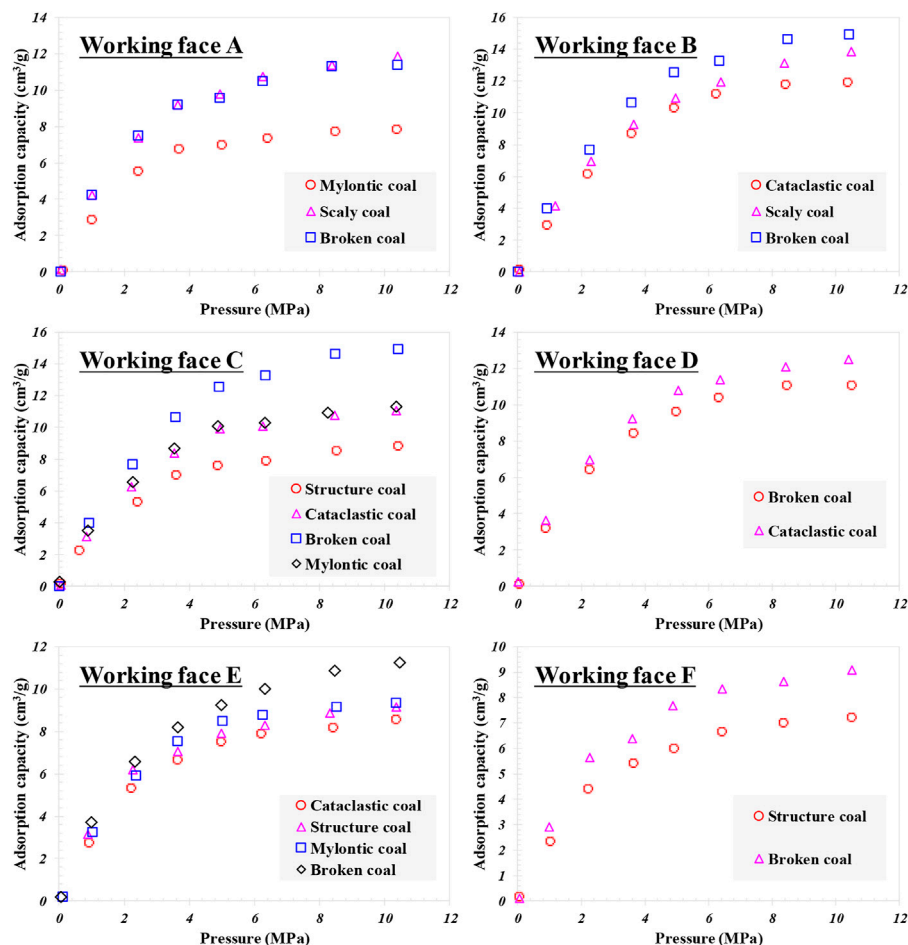 Working face A
Adsorption capacity (cm³/g)
14
12
10
8
6
4
2
0
Mylontic coal
Scaly coal
Broken coal
0 2 4 6 8 10 12
Pressure (MPa)
Working face B
Adsorption capacity (cm³/g)
16
14
12
10
8
6
4
2
0
Cataclastic coal
Scaly coal
Broken coal
0 2 4 6 8 10 12
Pressure (MPa)
Working face C
Adsorption capacity (cm³/g)
16
14
12
10
8
6
4
2
0
Structure coal
Cataclastic coal
Broken coal
Mylontic coal
0 2 4 6 8 10 12
Pressure (MPa)
Working face D
Adsorption capacity (cm³/g)
14
12
10
8
6
4
2
0
Broken coal
Cataclastic coal
0 2 4 6 8 10 12
Pressure (MPa)
Working face E
Adsorption capacity (cm³/g)
12
10
8
6
4
2
0
Cataclastic coal
Structure coal
Mylontic coal
Broken coal
0 2 4 6 8 10 12
Pressure (MPa)
Working face F
Adsorption capacity (cm³/g)
10
9
8
7
6
5
4
3
2
1
0
Structure coal
Broken coal
0 2 4 6 8 10 12
Pressure (MPa)